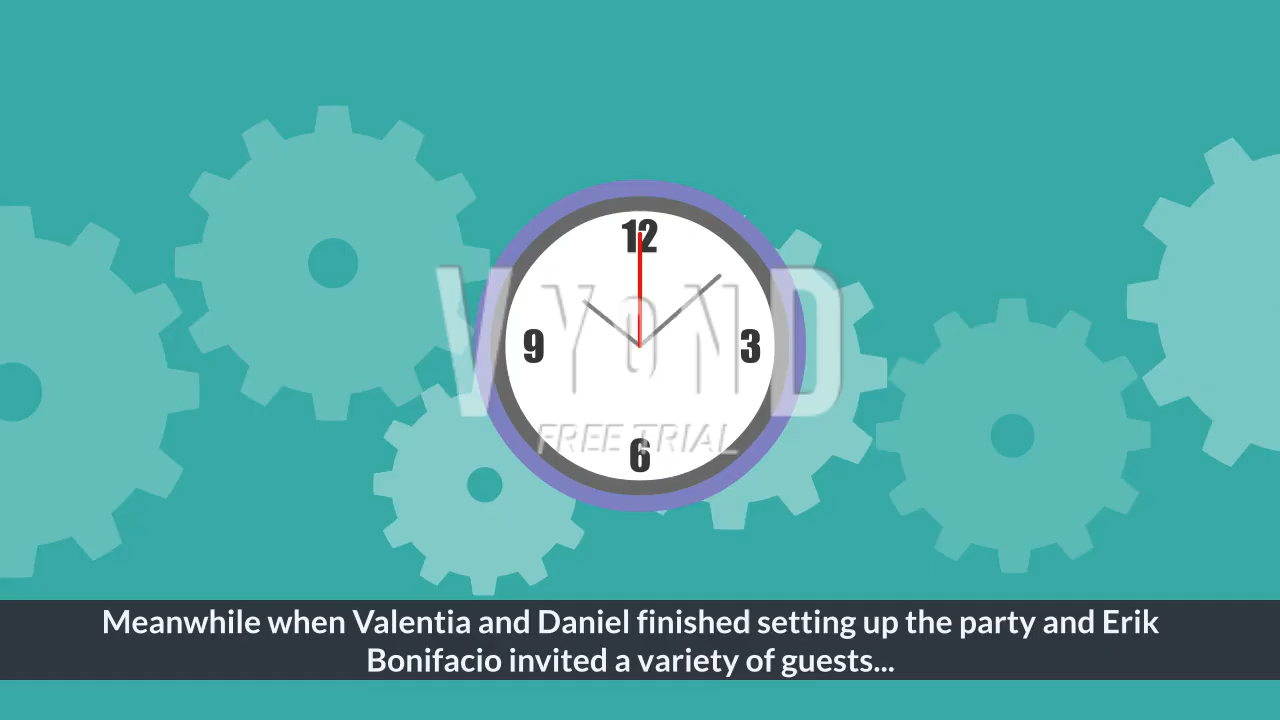 12
VYOND
9
3
FREE TRIAL
6
Meanwhile when Valentia and Daniel finished setting up the party and Erik
Bonifacio invited a variety of guests...